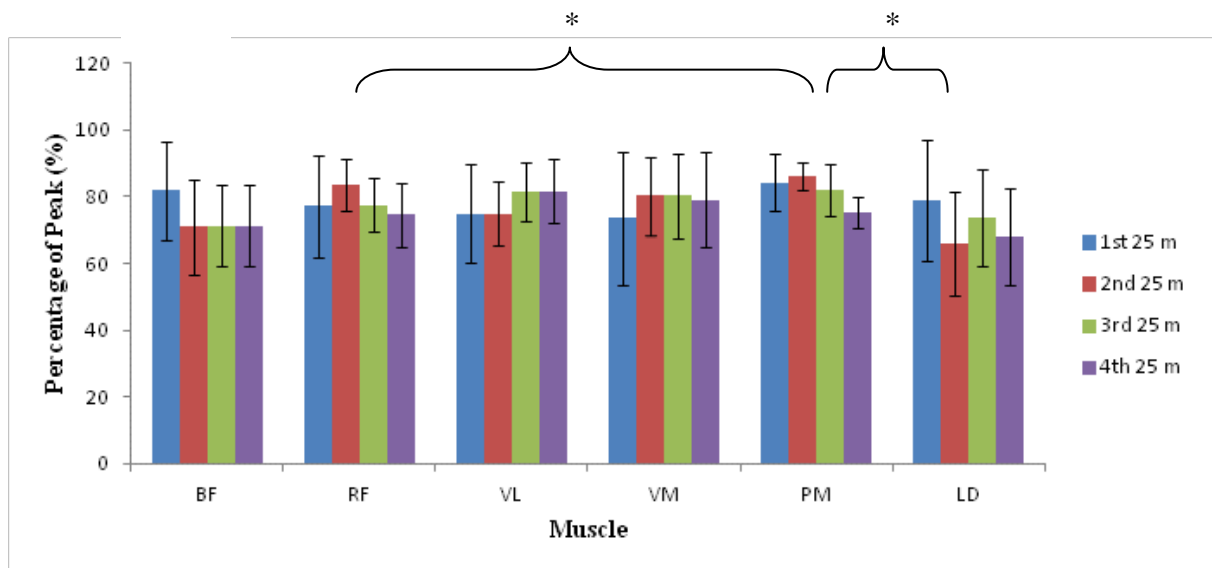 * *
120
100
80
60
40
20
0
Percentage of Peak (%)
BF RF VL VM PM LD
Muscle
1st 25 m
2nd 25 m
3rd 25 m
4th 25 m